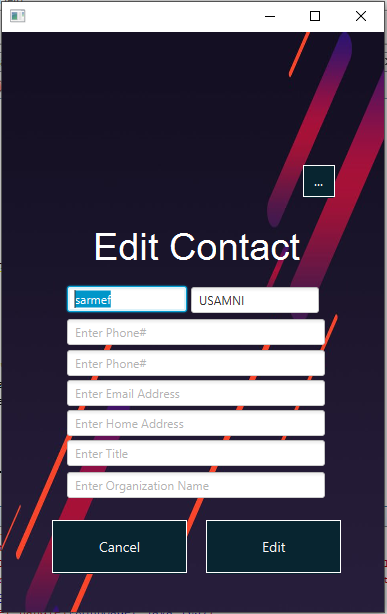 ...
Edit Contact
sarmef USAMNI
Enter Phone#
Enter Phone#
Enter Email Address
Enter Home Address
Enter Title
Enter Organization Name
Cancel Edit